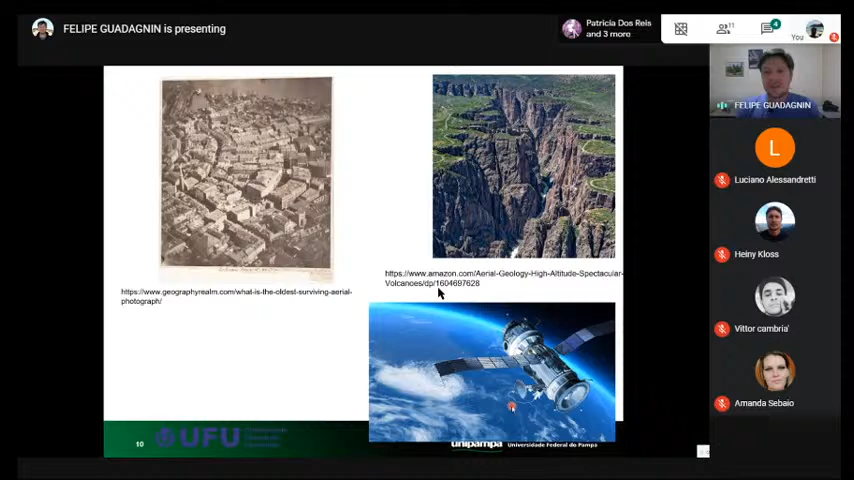 FELIPE GUADAGNIN is presenting
Patricia Dos Reis
and 3 more
11
4
You
FELIPE GUADAGNIN
L
Luciano Alessandretti
Heiny Kloss
Vittor cambria'
Amanda Sebaio
https://www.geographyrealm.com/what-is-the-oldest-surviving-aerial-
photograph/
https://www.amazon.com/Aerial-Geology-High-Altitude-Spectacular-
Volcanoes/dp/1604697628
10
UFU
unipampa
Universidade Federal do Pampa